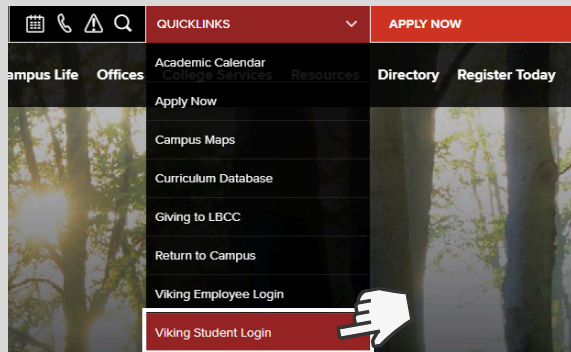 QUICKLINKS
APPLY NOW
ampus Life Offices College Services Resources Directory Register Today
Academic Calendar
Apply Now
Campus Maps
Curriculum Database
Giving to LBCC
Return to Campus
Viking Employee Login
Viking Student Login